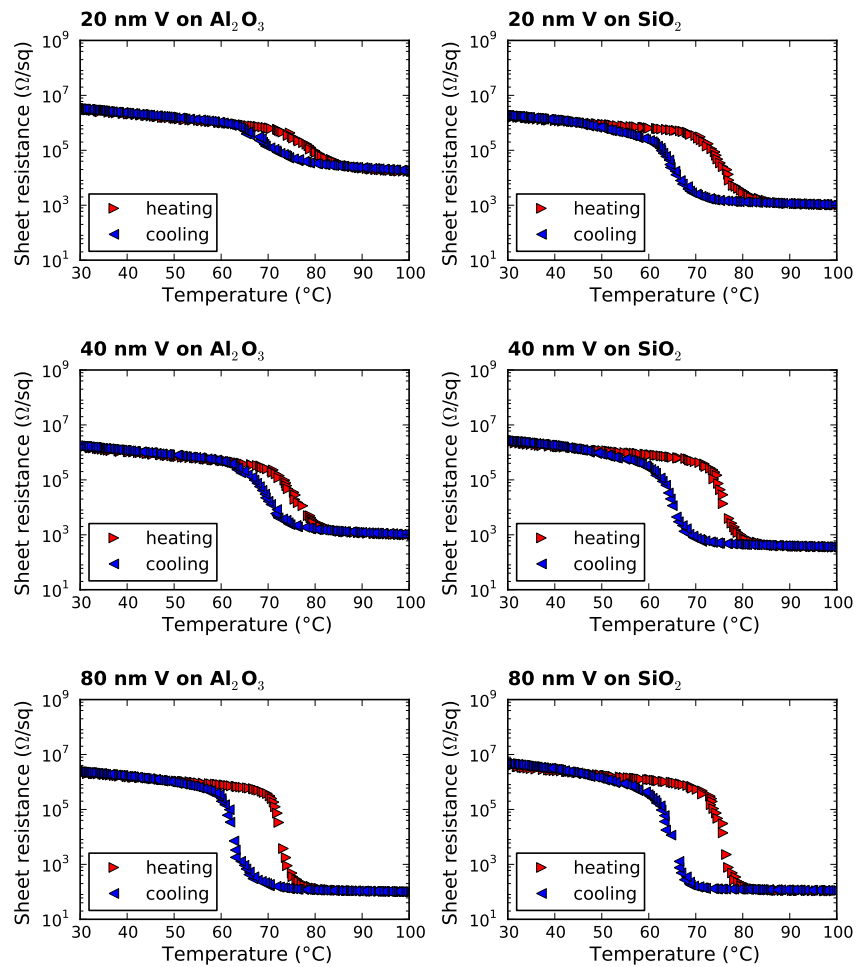 20 nm V on Al₂O₃
20 nm V on SiO₂
Sheet resistance (Ω/sq)
10⁹
10⁷
10⁵
10³
10¹
heating
cooling
30 40 50 60 70 80 90 100
Temperature (°C)
Sheet resistance (Ω/sq)
10⁹
10⁷
10⁵
10³
10¹
heating
cooling
30 40 50 60 70 80 90 100
Temperature (°C)
40 nm V on Al₂O₃
40 nm V on SiO₂
Sheet resistance (Ω/sq)
10⁹
10⁷
10⁵
10³
10¹
heating
cooling
30 40 50 60 70 80 90 100
Temperature (°C)
Sheet resistance (Ω/sq)
10⁹
10⁷
10⁵
10³
10¹
heating
cooling
30 40 50 60 70 80 90 100
Temperature (°C)
80 nm V on Al₂O₃
80 nm V on SiO₂
Sheet resistance (Ω/sq)
10⁹
10⁷
10⁵
10³
10¹
heating
cooling
30 40 50 60 70 80 90 100
Temperature (°C)
Sheet resistance (Ω/sq)
10⁹
10⁷
10⁵
10³
10¹
heating
cooling
30 40 50 60 70 80 90 100
Temperature (°C)